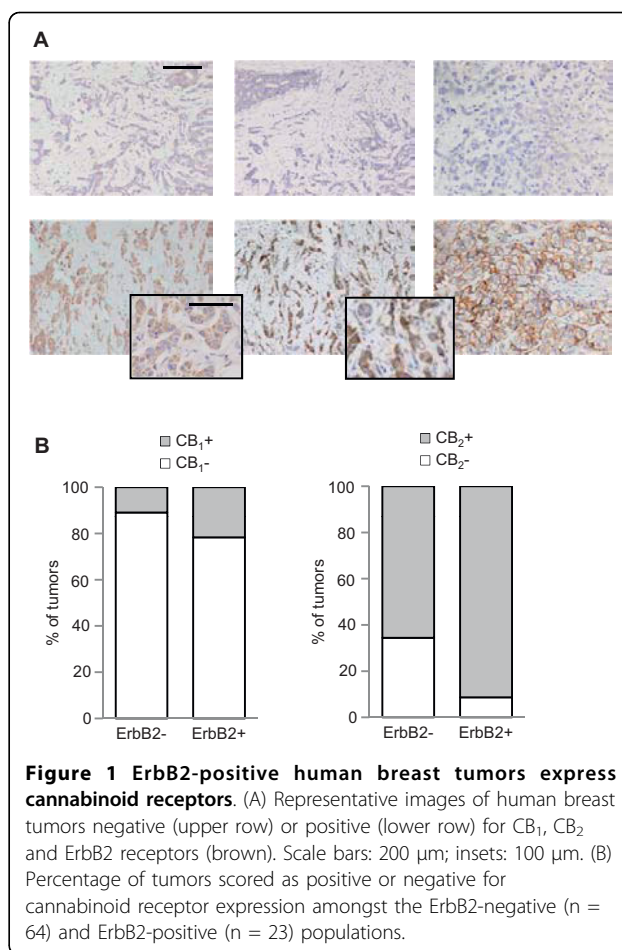 A
B
CB₁+
CB₁-
CB₂+
CB₂-
100
80
60
40
20
0
% of tumors
ErbB2- ErbB2+
100
80
60
40
20
0
% of tumors
ErbB2- ErbB2+
Figure 1 ErbB2-positive human breast tumors express
cannabinoid receptors. (A) Representative images of human breast
tumors negative (upper row) or positive (lower row) for CB₁, CB₂
and ErbB2 receptors (brown). Scale bars: 200 μm; insets: 100 μm. (B)
Percentage of tumors scored as positive or negative for
cannabinoid receptor expression amongst the ErbB2-negative (n =
64) and ErbB2-positive (n = 23) populations.